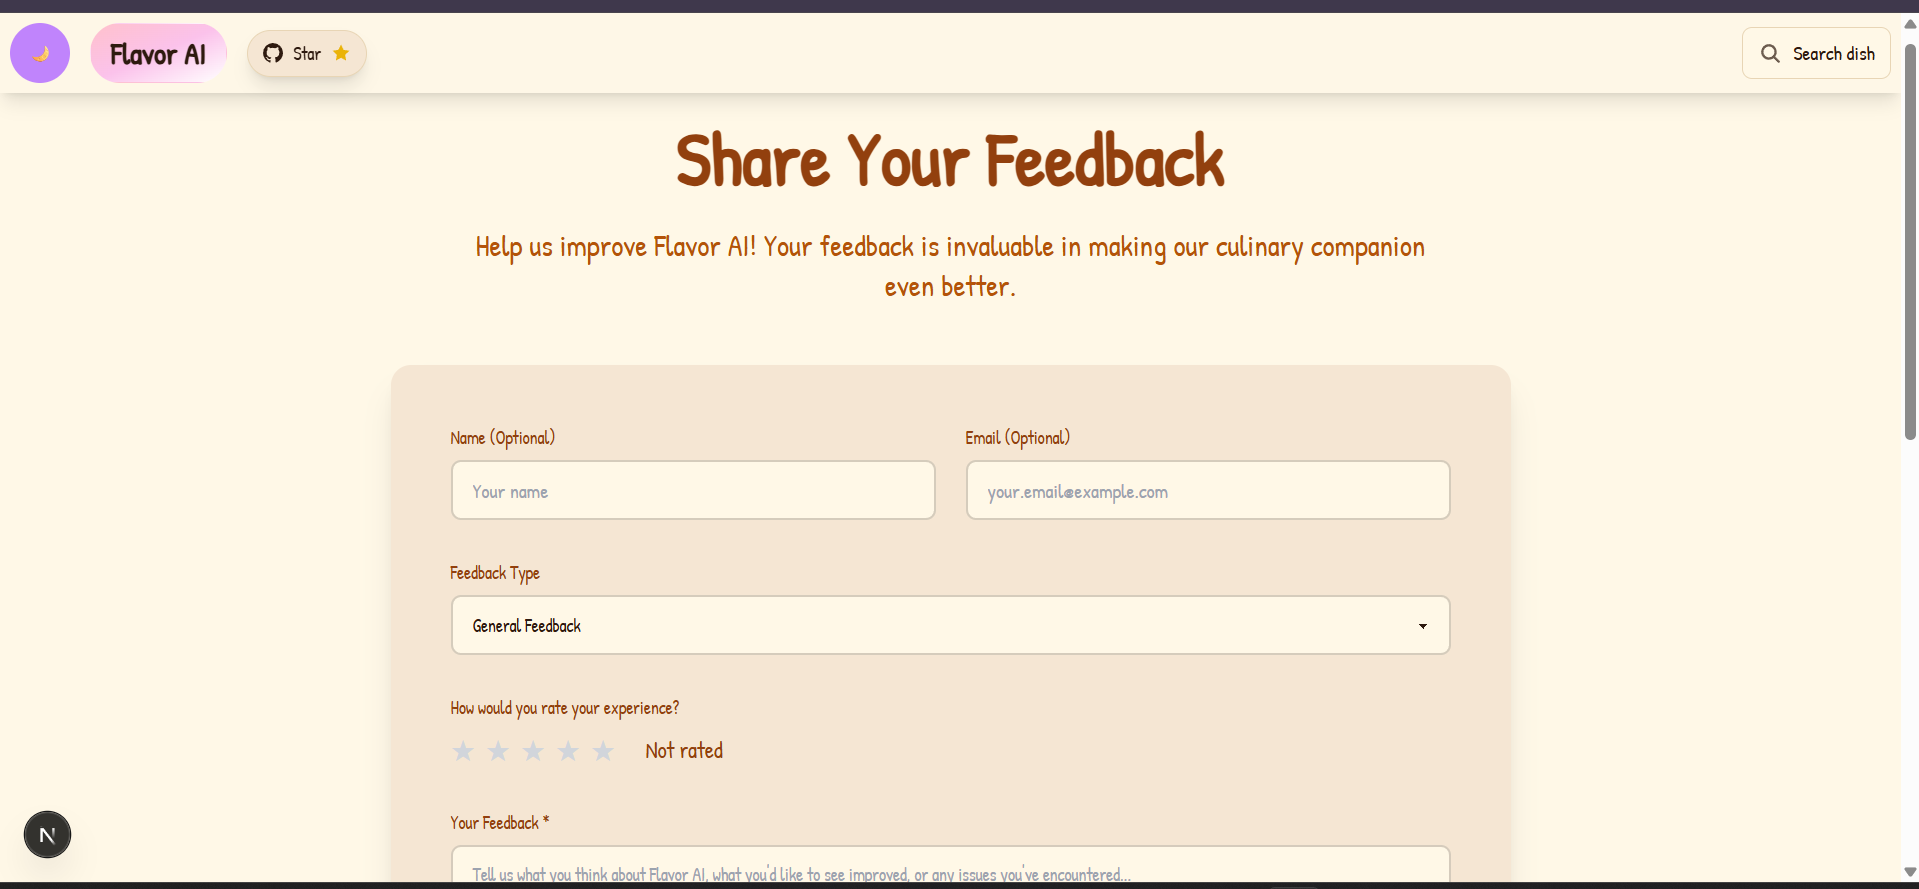 Flavor AI
Star
Search dish
Share Your Feedback
Help us improve Flavor AI! Your feedback is invaluable in making our culinary companion
even better.
Name (Optional)
Email (Optional)
Your name
your.email@example.com
Feedback Type
General Feedback
How would you rate your experience?
Not rated
Your Feedback *
Tell us what you think about Flavor AI, what you'd like to see improved, or any issues you've encountered...
N